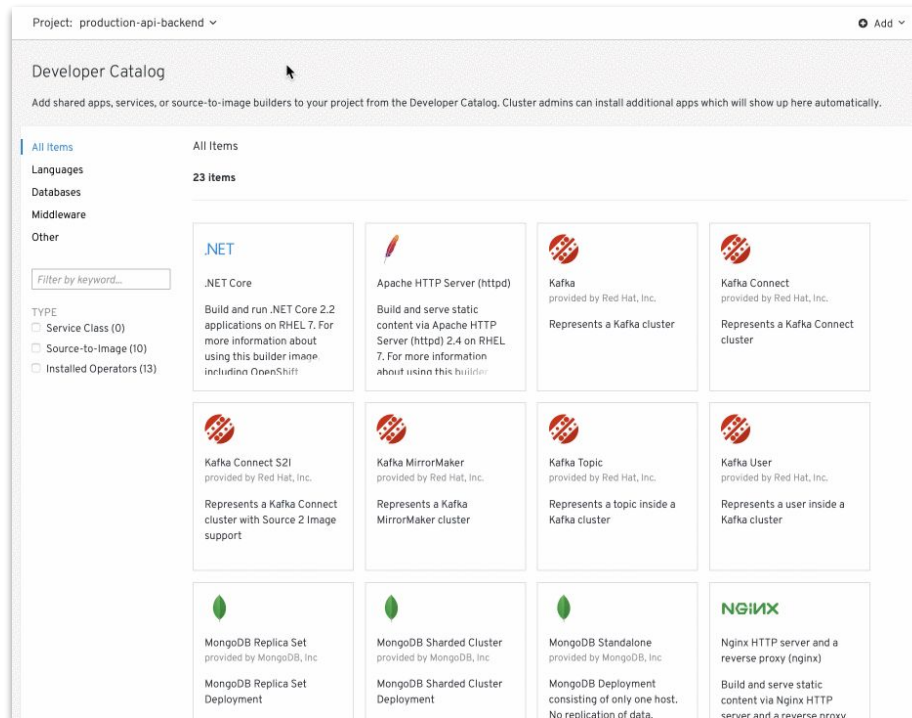 Project: production-api-backend
Add
Developer Catalog
Add shared apps, services, or source-to-image builders to your project from the Developer Catalog. Cluster admins can install additional apps which will show up here automatically.
All Items
Languages
Databases
Middleware
Other
Filter by keyword...
TYPE
Service Class (0)
Source-to-Image (10)
Installed Operators (13)
All Items
23 items
.NET
.NET Core
Build and run .NET Core 2.2
applications on RHEL 7. For
more information about
using this builder image,
including OpenShift
Apache HTTP Server (httpd)
Build and serve static
content via Apache HTTP
Server (httpd) 2.4 on RHEL
7. For more information
about using this builder
Kafka
provided by Red Hat, Inc.
Represents a Kafka cluster
Kafka Connect
provided by Red Hat, Inc.
Represents a Kafka Connect
cluster
Kafka Connect S2I
provided by Red Hat, Inc.
Represents a Kafka Connect
cluster with Source 2 Image
support
Kafka MirrorMaker
provided by Red Hat, Inc.
Represents a Kafka
MirrorMaker cluster
Kafka Topic
provided by Red Hat, Inc.
Represents a topic inside a
Kafka cluster
Kafka User
provided by Red Hat, Inc.
Represents a user inside a
Kafka cluster
MongoDB Replica Set
provided by MongoDB, Inc
MongoDB Replica Set
Deployment
MongoDB Sharded Cluster
provided by MongoDB, Inc
MongoDB Sharded Cluster
Deployment
MongoDB Standalone
provided by MongoDB, Inc
MongoDB Deployment
consisting of only one host.
No replication of data.
NGINX
Nginx HTTP server and a
reverse proxy (nginx)
Build and serve static
content via Nginx HTTP
server and a reverse proxy